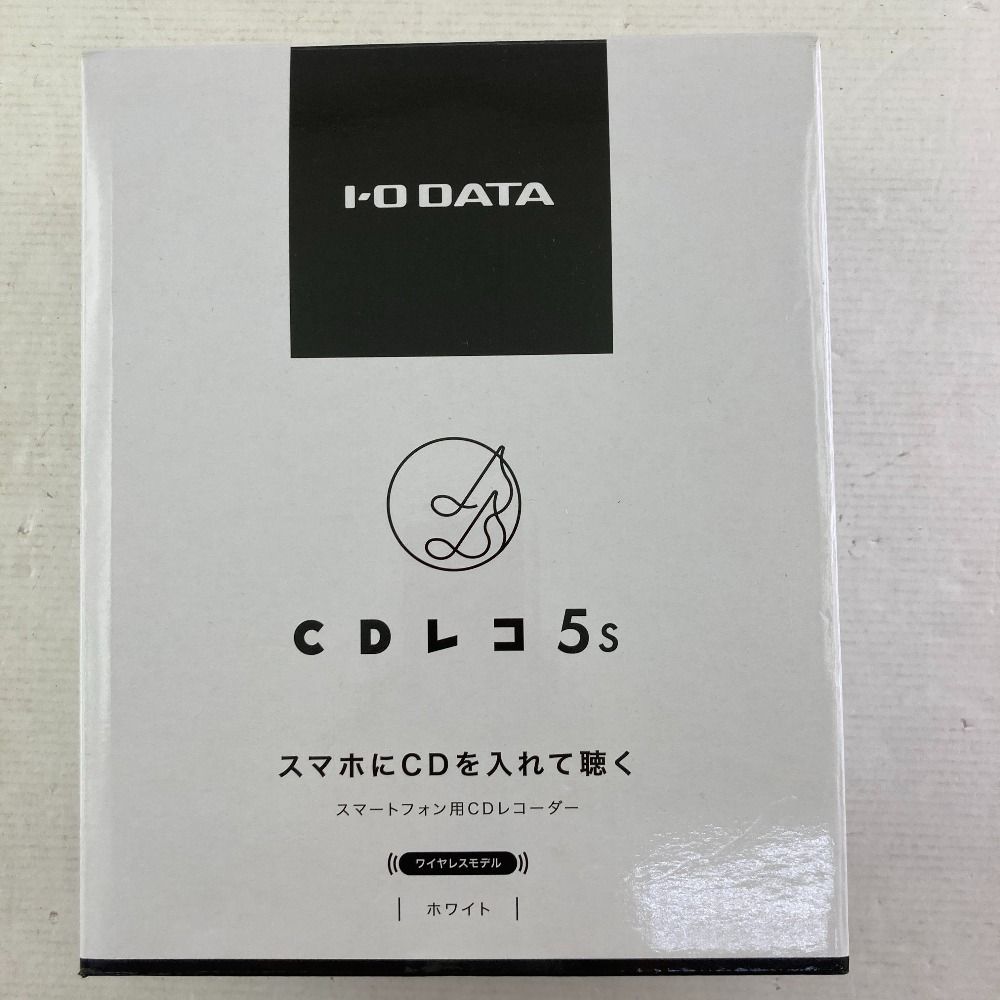 I-O DATA
CDレコ 5s
スマホにCDを入れて聴く
スマートフォン用CDレコーダー
ワイヤレスモデル
ホワイト